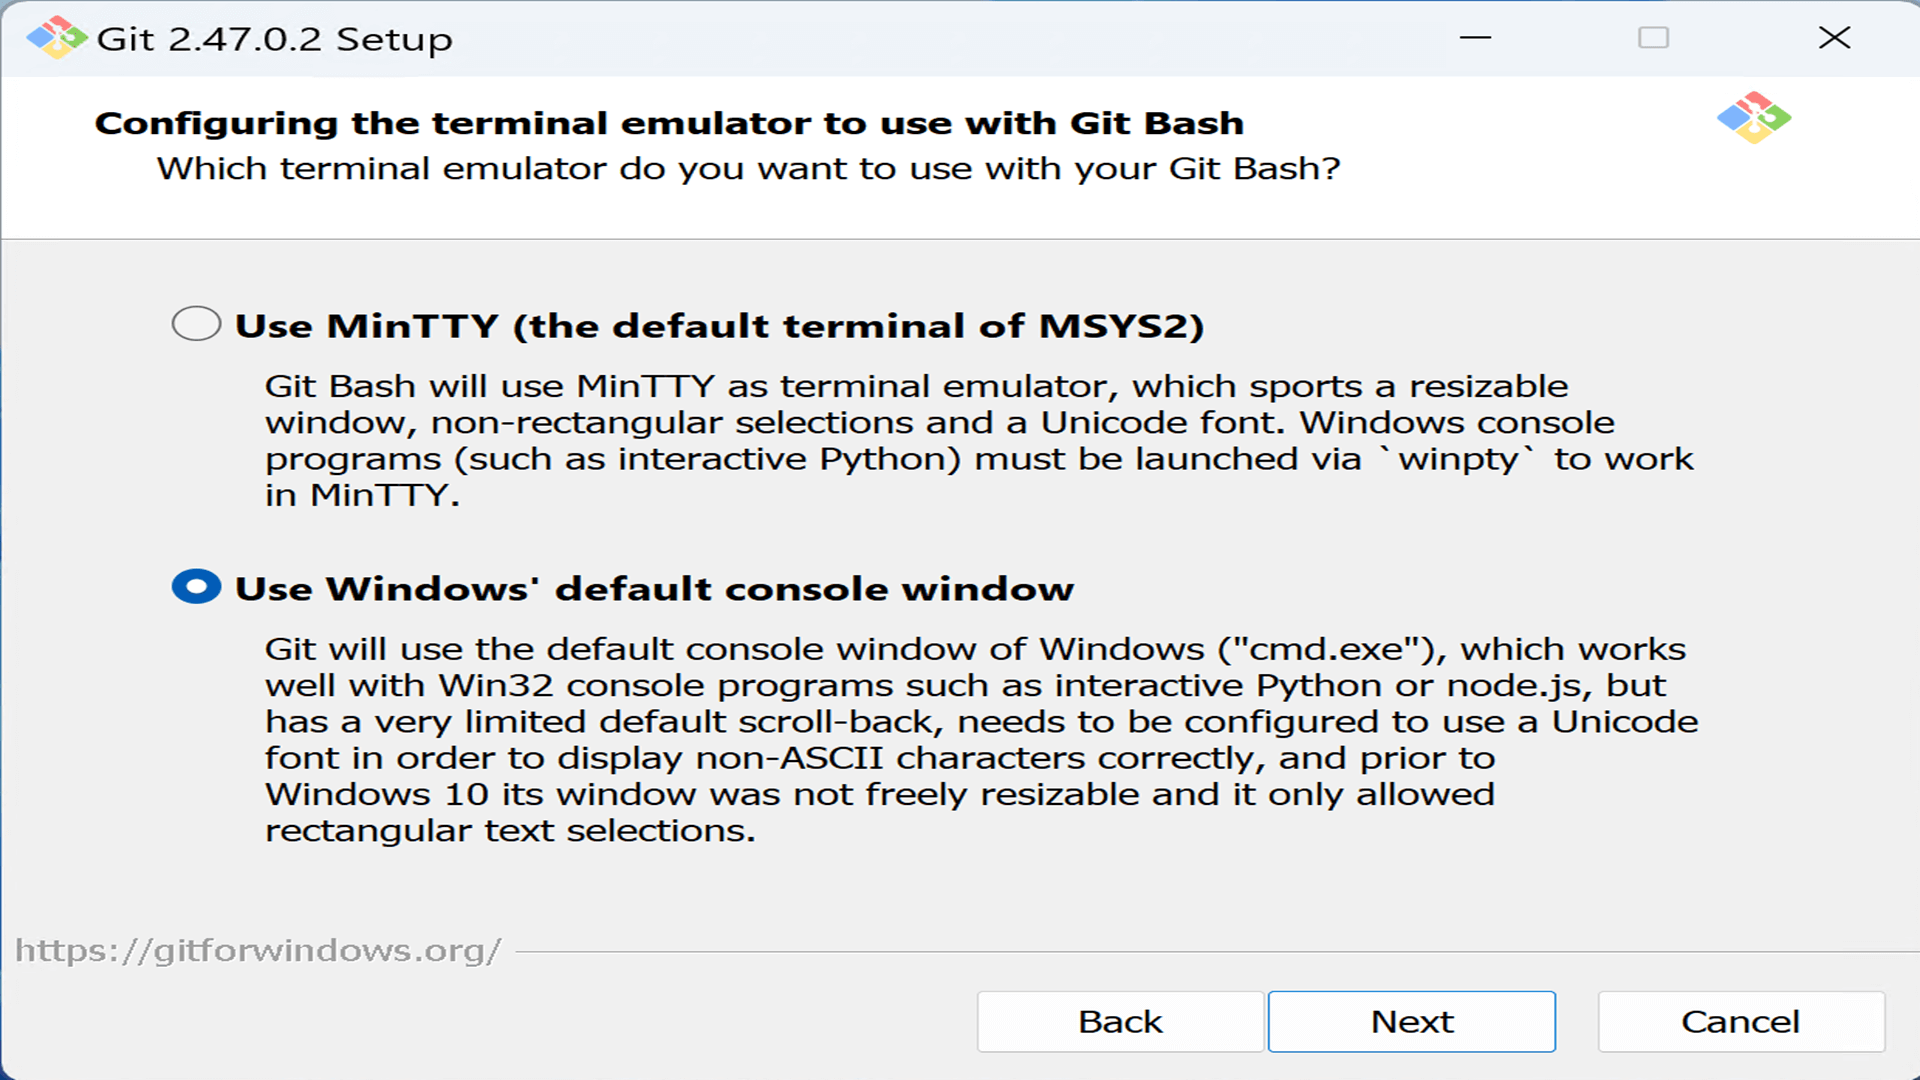 Git 2.47.0.2 Setup
Configuring the terminal emulator to use with Git Bash
Which terminal emulator do you want to use with your Git Bash?
Use MinTTY (the default terminal of MSYS2)
Git Bash will use MinTTY as terminal emulator, which sports a resizable
window, non-rectangular selections and a Unicode font. Windows console
programs (such as interactive Python) must be launched via `winpty` to work
in MinTTY.
Use Windows' default console window
Git will use the default console window of Windows ("cmd.exe"), which works
well with Win32 console programs such as interactive Python or node.js, but
has a very limited default scroll-back, needs to be configured to use a Unicode
font in order to display non-ASCII characters correctly, and prior to
Windows 10 its window was not freely resizable and it only allowed
rectangular text selections.
https://gitforwindows.org/
Back Next Cancel